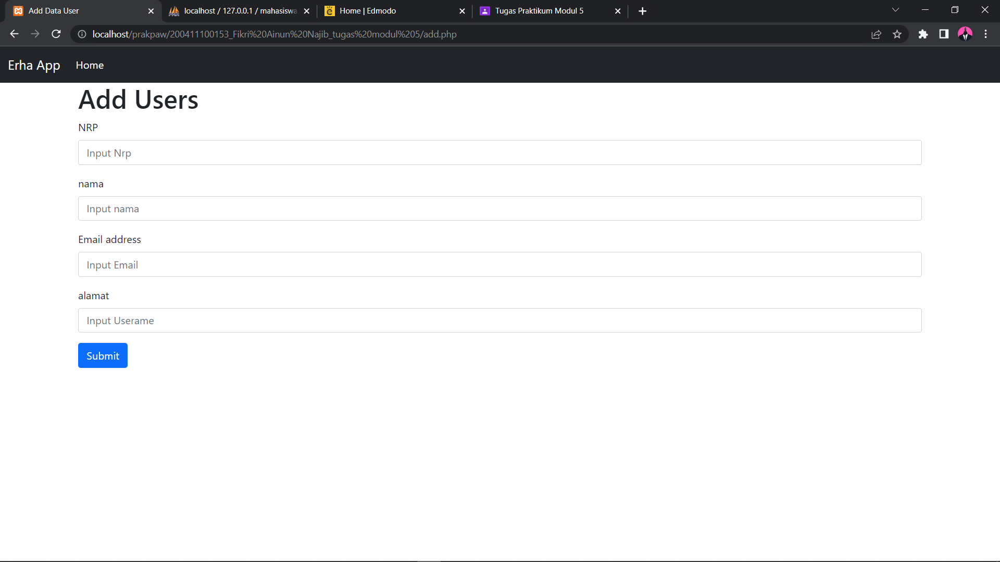 Add Data User
localhost / 127.0.0.1 / mahasiswa
Home | Edmodo
Tugas Praktikum Modul 5
localhost/prakpaw/200411100153_Fikri%20Ainun%20Najib_tugas%20modul%205/add.php
Erha App Home
Add Users
NRP
Input Nrp
nama
Input nama
Email address
Input Email
alamat
Input Userame
Submit